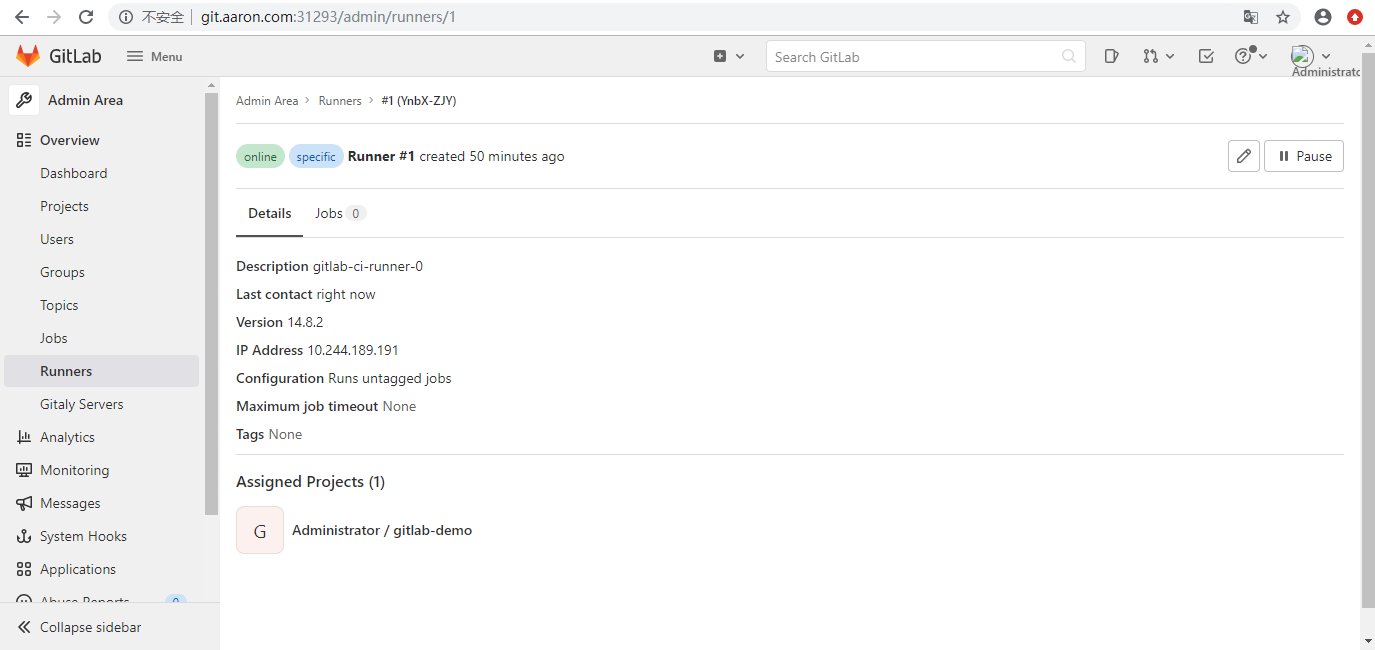 不安全 git.aaron.com:31293/admin/runners/1
GitLab Menu Search GitLab
Administrato
Admin Area
Overview
Dashboard
Projects
Users
Groups
Topics
Jobs
Runners
Gitaly Servers
Analytics
Monitoring
Messages
System Hooks
Applications
Abuse Reports 0
Collapse sidebar
Admin Area > Runners > #1 (YnbX-ZJY)
online specific Runner #1 created 50 minutes ago Pause
Details Jobs 0
Description gitlab-ci-runner-0
Last contact right now
Version 14.8.2
IP Address 10.244.189.191
Configuration Runs untagged jobs
Maximum job timeout None
Tags None
Assigned Projects (1)
G Administrator / gitlab-demo